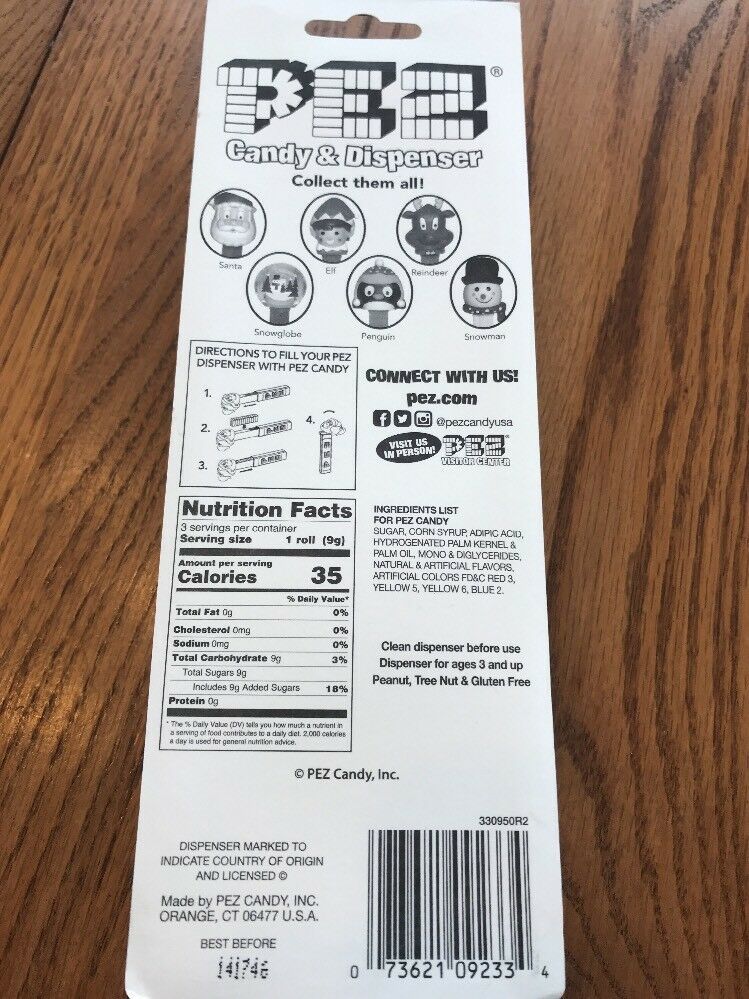 PEZ®
Candy & Dispenser
Collect them all!
Santa
Elf
Reindeer
Snowglobe
Penguin
Snowman
DIRECTIONS TO FILL YOUR PEZ
DISPENSER WITH PEZ CANDY
1.
2.
3.
4.
CONNECT WITH US!
pez.com
@pezcandyusa
VISIT US
IN PERSON!
PEZ®
VISITOR CENTER
Nutrition Facts
3 servings per container
Serving size 1 roll (9g)
Amount per serving
Calories 35
% Daily Value*
Total Fat 0g 0%
Cholesterol 0mg 0%
Sodium 0mg 0%
Total Carbohydrate 9g 3%
Total Sugars 9g
Includes 9g Added Sugars 18%
Protein 0g
* The % Daily Value (DV) tells you how much a nutrient in
a serving of food contributes to a daily diet. 2,000 calories
a day is used for general nutrition advice.
INGREDIENTS LIST
FOR PEZ CANDY
SUGAR, CORN SYRUP, ADIPIC ACID,
HYDROGENATED PALM KERNEL &
PALM OIL, MONO & DIGLYCERIDES,
NATURAL & ARTIFICIAL FLAVORS,
ARTIFICIAL COLORS FD&C RED 3,
YELLOW 5, YELLOW 6, BLUE 2.
Clean dispenser before use
Dispenser for ages 3 and up
Peanut, Tree Nut & Gluten Free
© PEZ Candy, Inc.
330950R2
DISPENSER MARKED TO
INDICATE COUNTRY OF ORIGIN
AND LICENSED ©
Made by PEZ CANDY, INC.
ORANGE, CT 06477 U.S.A.
BEST BEFORE
0 73621 09233 4